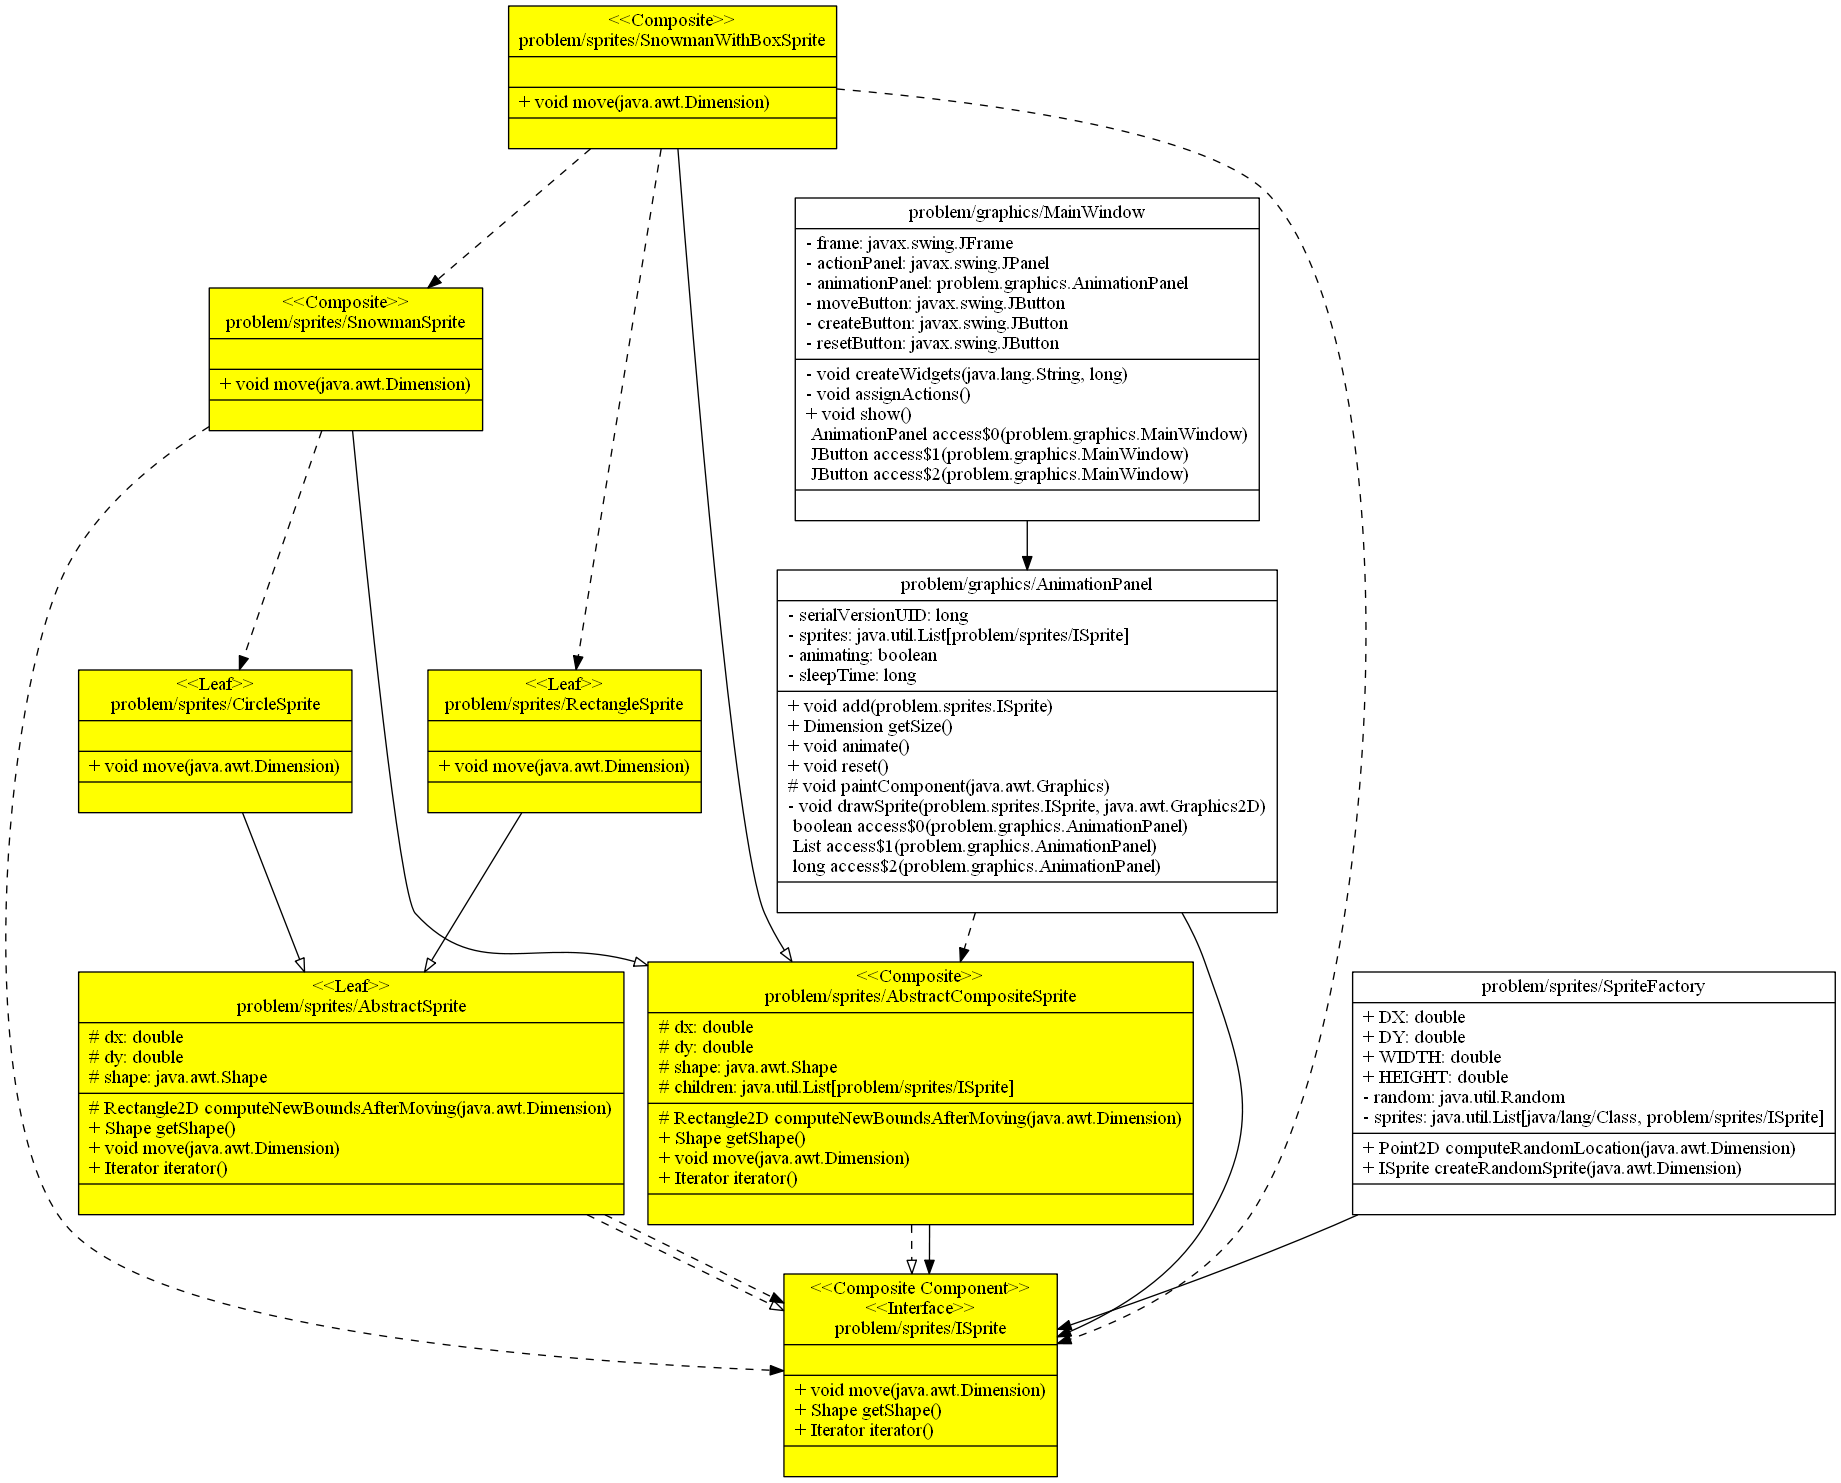 <<Composite>>
problem/sprites/SnowmanWithBoxSprite
+ void move(java.awt.Dimension)
problem/graphics/MainWindow
- frame: javax.swing.JFrame
- actionPanel: javax.swing.JPanel
- animationPanel: problem.graphics.AnimationPanel
- moveButton: javax.swing.JButton
- createButton: javax.swing.JButton
- resetButton: javax.swing.JButton
- void createWidgets(java.lang.String, long)
- void assignActions()
+ void show()
AnimationPanel access$0(problem.graphics.MainWindow)
JButton access$1(problem.graphics.MainWindow)
JButton access$2(problem.graphics.MainWindow)
<<Composite>>
problem/sprites/SnowmanSprite
+ void move(java.awt.Dimension)
problem/graphics/AnimationPanel
- serialVersionUID: long
- sprites: java.util.List[problem/sprites/ISprite]
- animating: boolean
- sleepTime: long
+ void add(problem.sprites.ISprite)
+ Dimension getSize()
+ void animate()
+ void reset()
# void paintComponent(java.awt.Graphics)
- void drawSprite(problem.sprites.ISprite, java.awt.Graphics2D)
boolean access$0(problem.graphics.AnimationPanel)
List access$1(problem.graphics.AnimationPanel)
long access$2(problem.graphics.AnimationPanel)
<<Leaf>>
problem/sprites/CircleSprite
+ void move(java.awt.Dimension)
<<Leaf>>
problem/sprites/RectangleSprite
+ void move(java.awt.Dimension)
<<Leaf>>
problem/sprites/AbstractSprite
# dx: double
# dy: double
# shape: java.awt.Shape
# Rectangle2D computeNewBoundsAfterMoving(java.awt.Dimension)
+ Shape getShape()
+ void move(java.awt.Dimension)
+ Iterator iterator()
<<Composite>>
problem/sprites/AbstractCompositeSprite
# dx: double
# dy: double
# shape: java.awt.Shape
# children: java.util.List[problem/sprites/ISprite]
# Rectangle2D computeNewBoundsAfterMoving(java.awt.Dimension)
+ Shape getShape()
+ void move(java.awt.Dimension)
+ Iterator iterator()
problem/sprites/SpriteFactory
+ DX: double
+ DY: double
+ WIDTH: double
+ HEIGHT: double
- random: java.util.Random
- sprites: java.util.List[java/lang/Class, problem/sprites/ISprite]
+ Point2D computeRandomLocation(java.awt.Dimension)
+ ISprite createRandomSprite(java.awt.Dimension)
<<Composite Component>>
<<Interface>>
problem/sprites/ISprite
+ void move(java.awt.Dimension)
+ Shape getShape()
+ Iterator iterator()